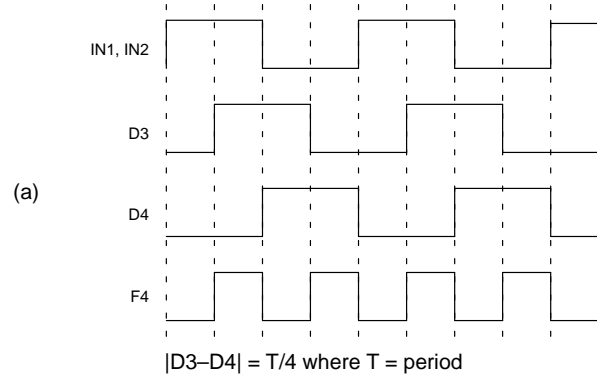 IN1, IN2
D3
(a)
D4
F4
|D3–D4| = T/4 where T = period